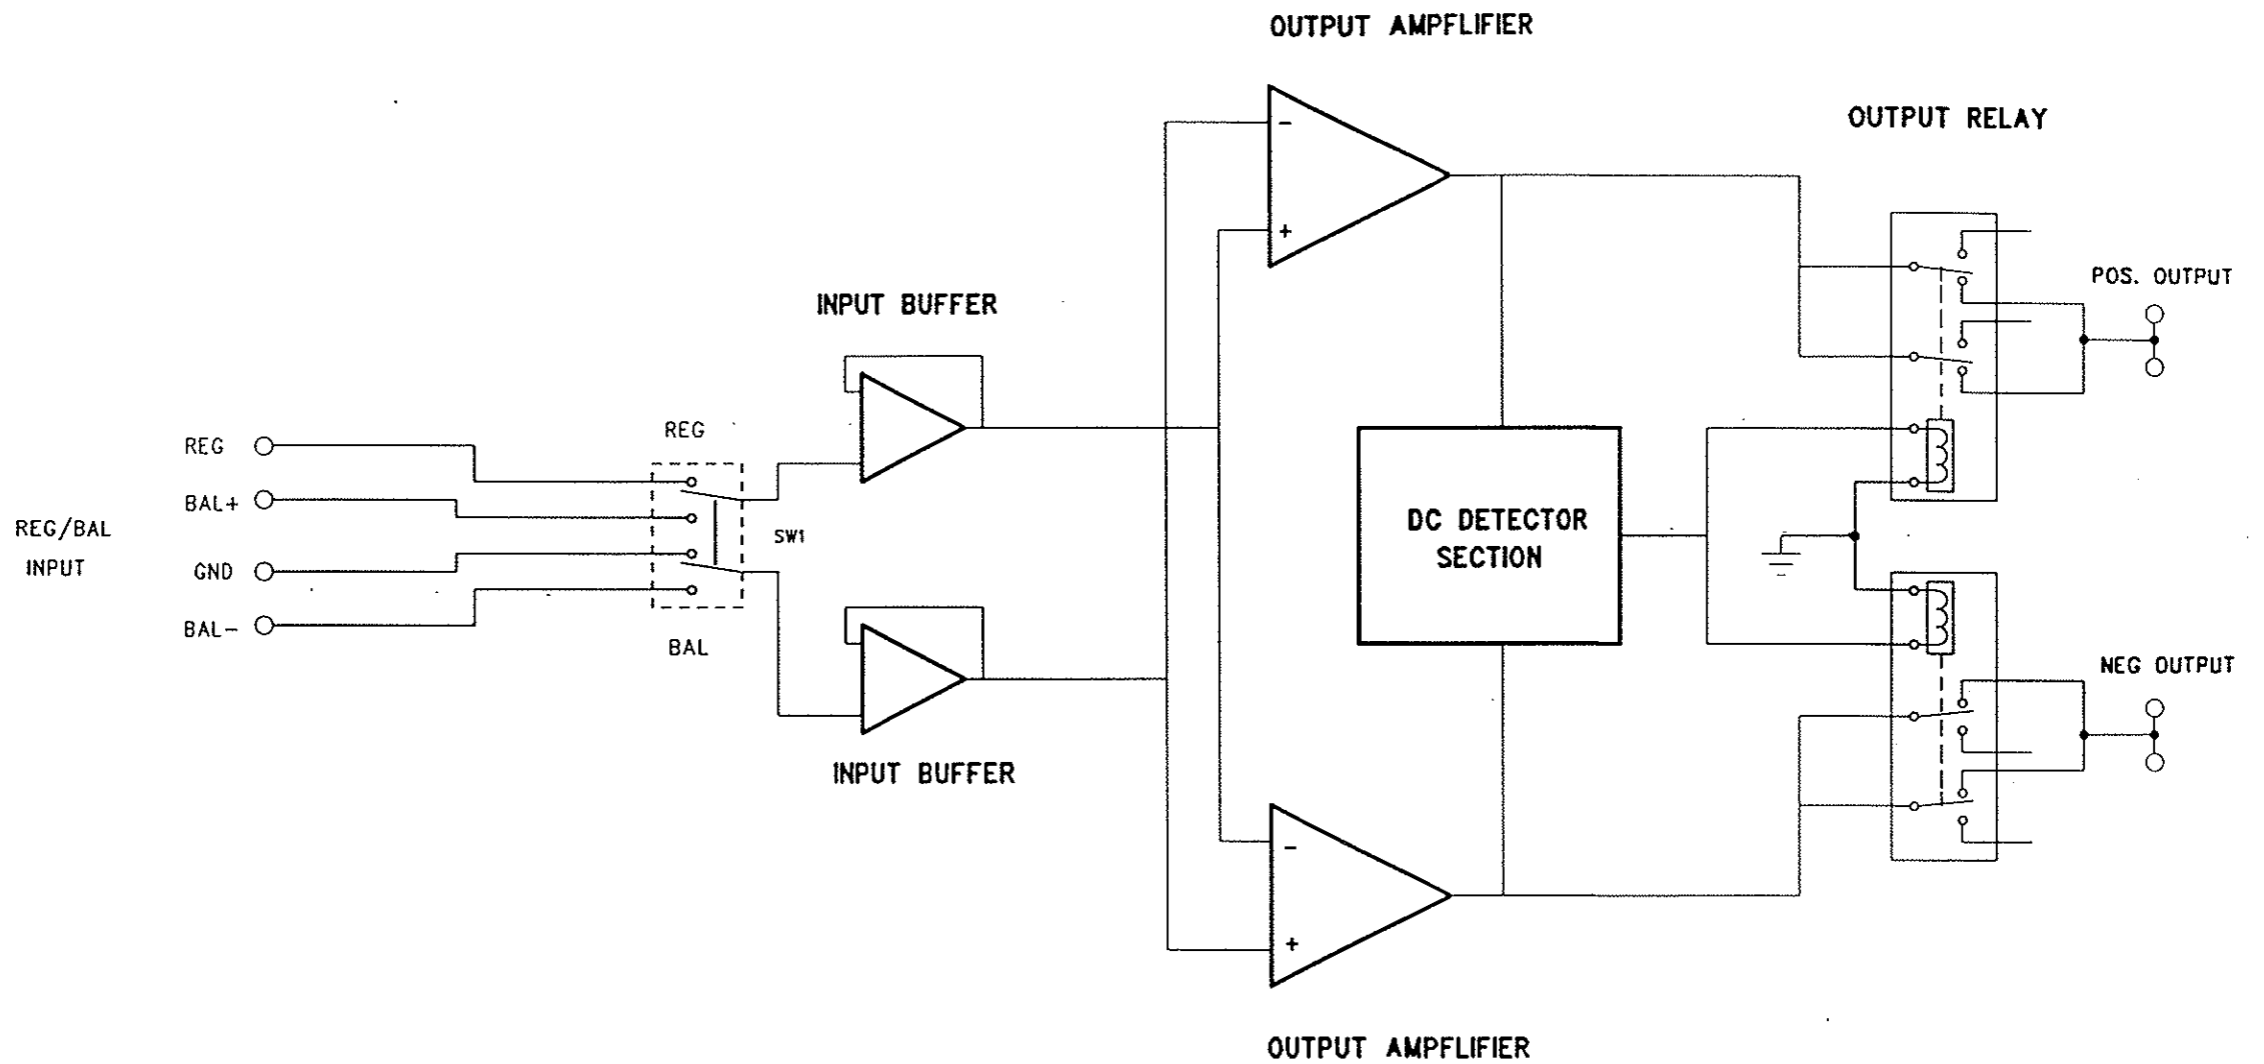 OUTPUT AMPFLIFIER
OUTPUT RELAY
-
+
POS. OUTPUT
INPUT BUFFER
REG
REG
BAL+
REG/BAL
INPUT
GND
BAL-
SW1
BAL
DC DETECTOR
SECTION
NEG OUTPUT
INPUT BUFFER
-
+
OUTPUT AMPFLIFIER